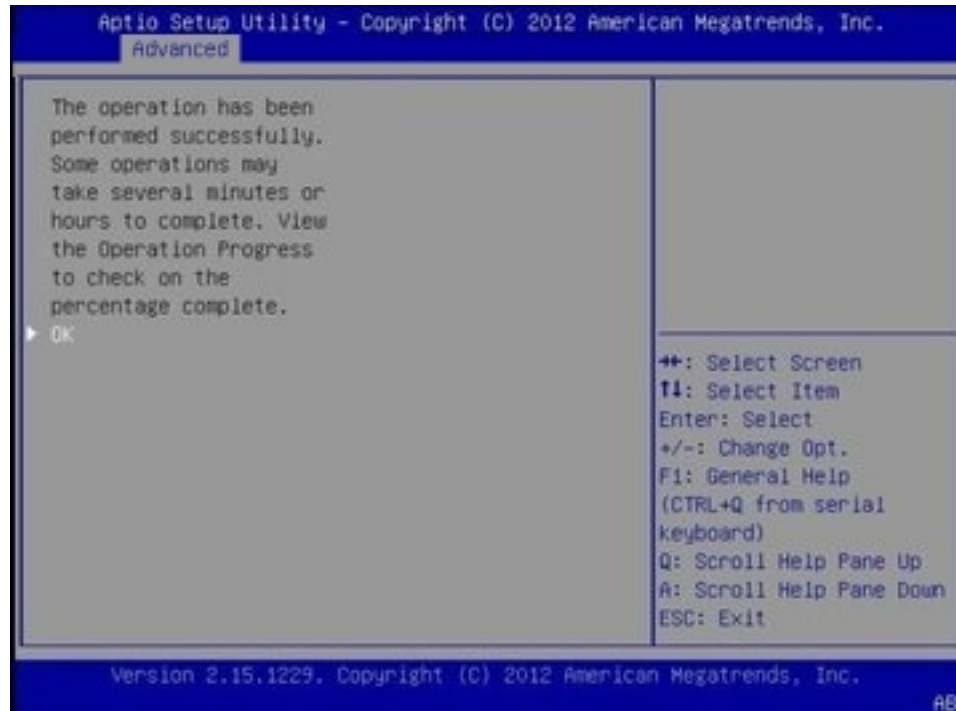 Aptio Setup Utility - Copyright (C) 2012 American Megatrends, Inc.
Advanced
The operation has been
performed successfully.
Some operations may
take several minutes or
hours to complete. View
the Operation Progress
to check on the
percentage complete.
OK
: Select Screen
↑↓: Select Item
Enter: Select
+/-: Change Opt.
F1: General Help
(CTRL+Q from serial
keyboard)
Q: Scroll Help Pane Up
A: Scroll Help Pane Down
ESC: Exit
Version 2.15.1229. Copyright (C) 2012 American Megatrends, Inc.
AB